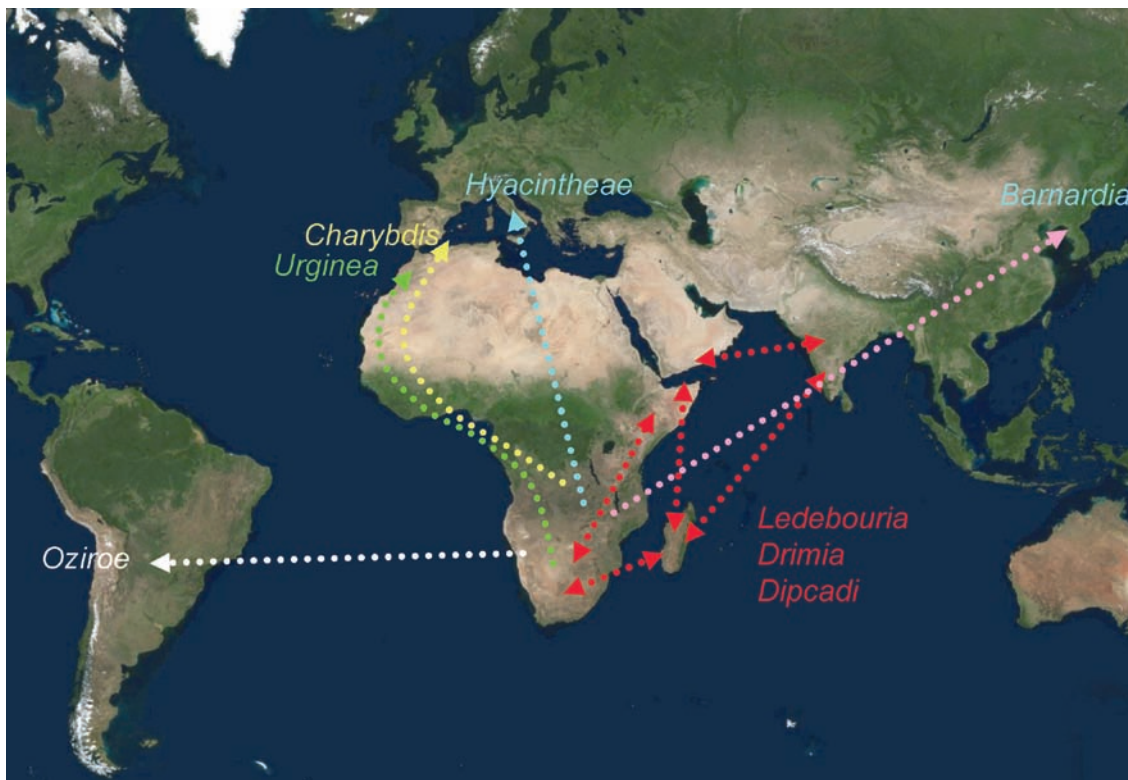 Hyacintheae
Barnardia
Charybdis
Urginea
Ledebouria
Drimia
Dipcadi
Oziroe